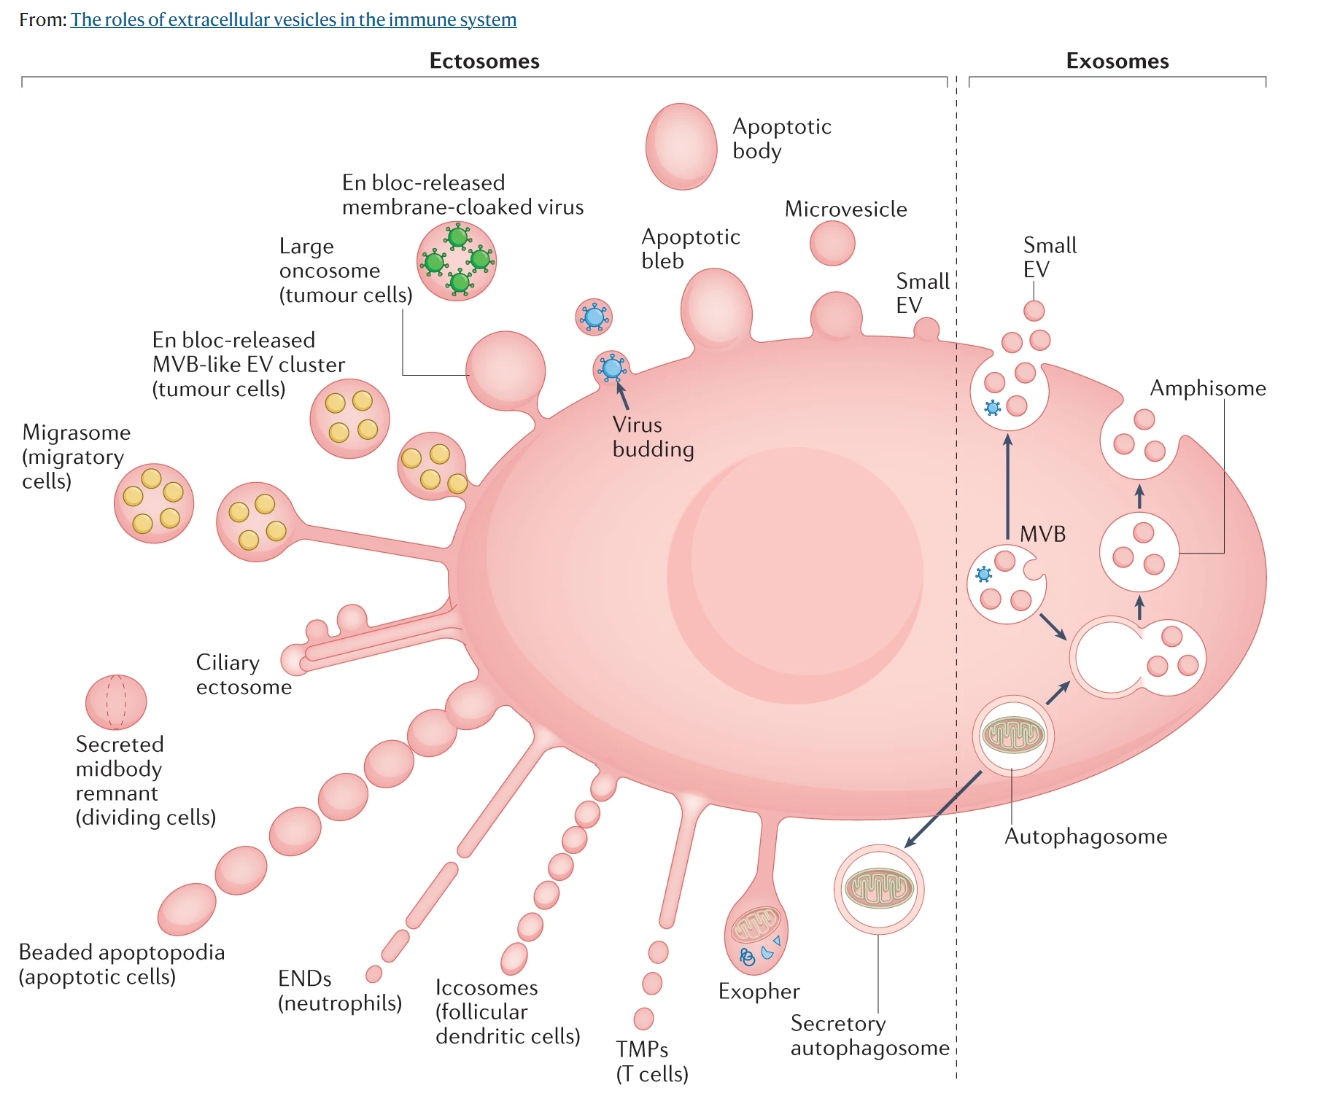 From: The roles of extracellular vesicles in the immune system
Ectosomes
Exosomes
Apoptotic
body
En bloc-released
membrane-cloaked virus
Microvesicle
Large
oncosome
(tumour cells)
Apoptotic
bleb
Small
EV
Small
EV
En bloc-released
MVB-like EV cluster
(tumour cells)
Amphisome
Migrasome
(migratory
cells)
Virus
budding
MVB
Ciliary
ectosome
Secreted
midbody
remnant
(dividing cells)
Autophagosome
Beaded apoptopodia
(apoptotic cells)
ENDs
(neutrophils)
Iccosomes
(follicular
dendritic cells)
TMPs
(T cells)
Exopher
Secretory
autophagosome